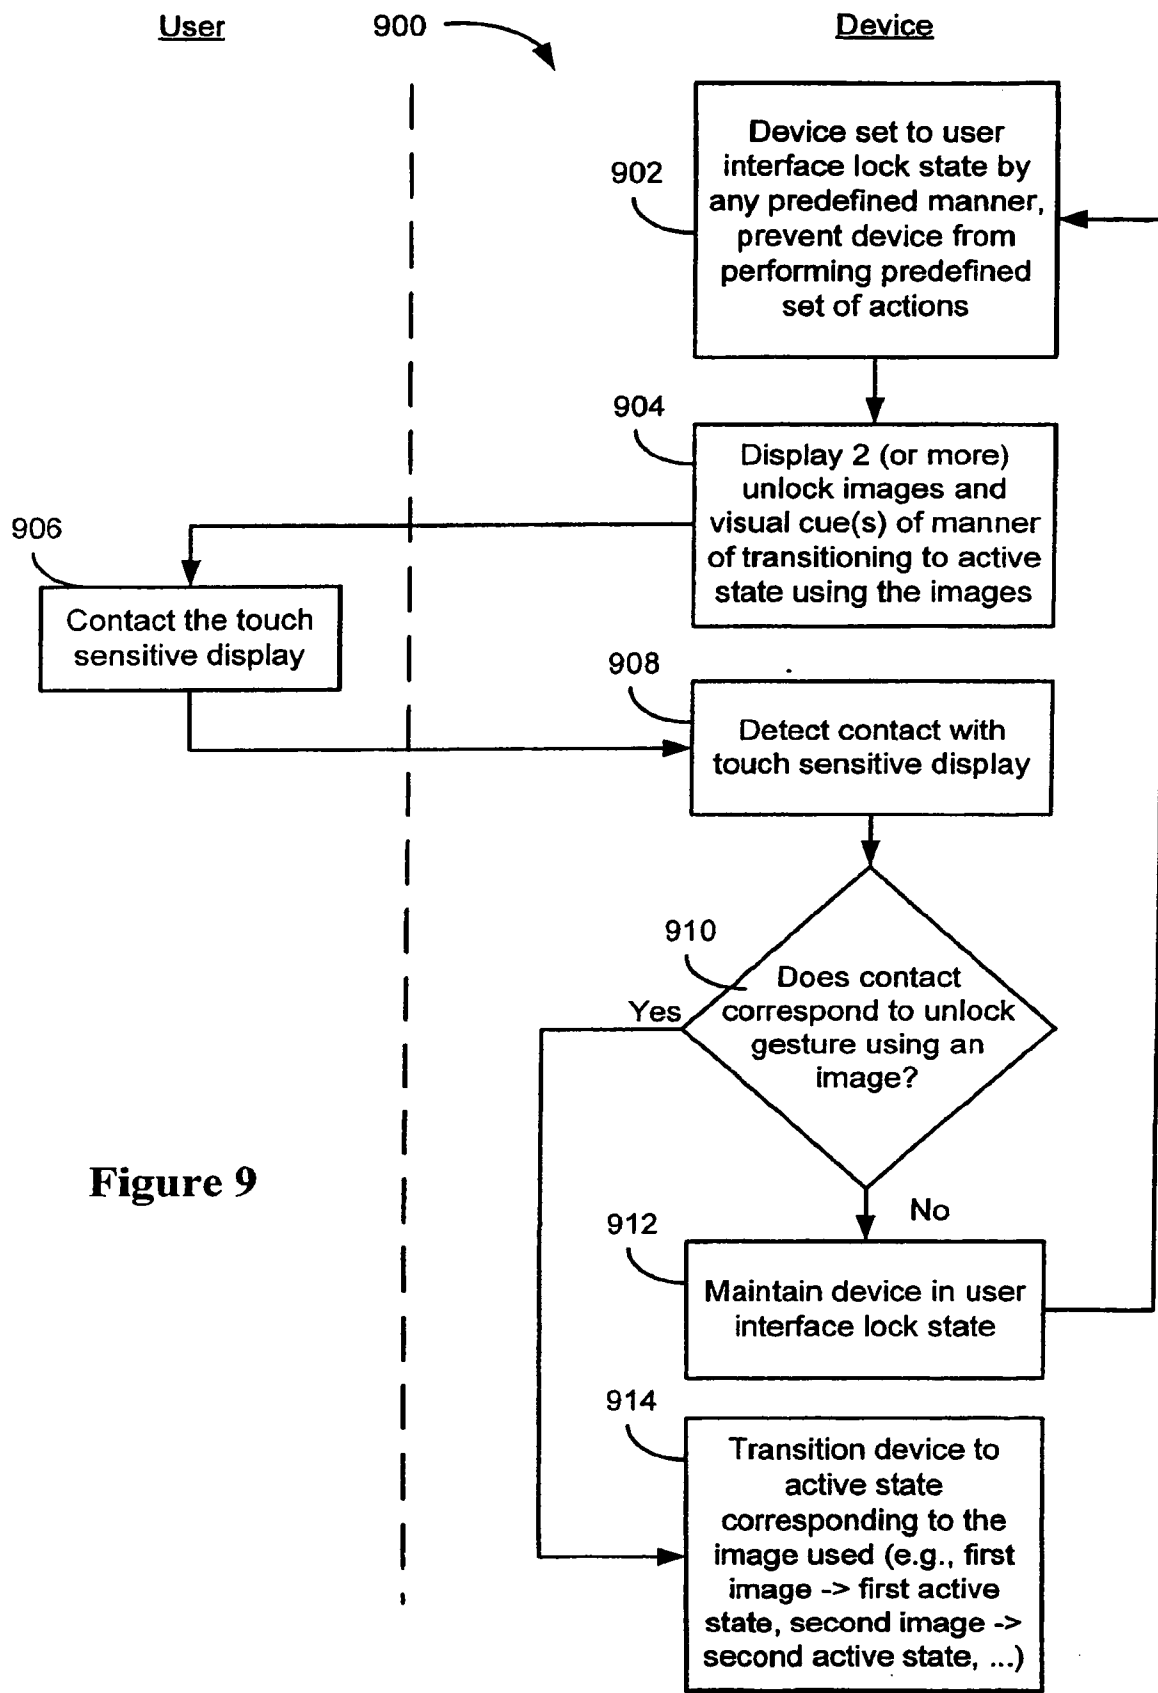 User
900
Device
902
Device set to user
interface lock state by
any predefined manner,
prevent device from
performing predefined
set of actions
904
Display 2 (or more)
unlock images and
visual cue(s) of manner
of transitioning to active
state using the images
906
Contact the touch
sensitive display
908
Detect contact with
touch sensitive display
910
Does contact
correspond to unlock
gesture using an
image?
Yes
No
Figure 9
912
Maintain device in user
interface lock state
914
Transition device to
active state
corresponding to the
image used (e.g., first
image -> first active
state, second image ->
second active state, ...)